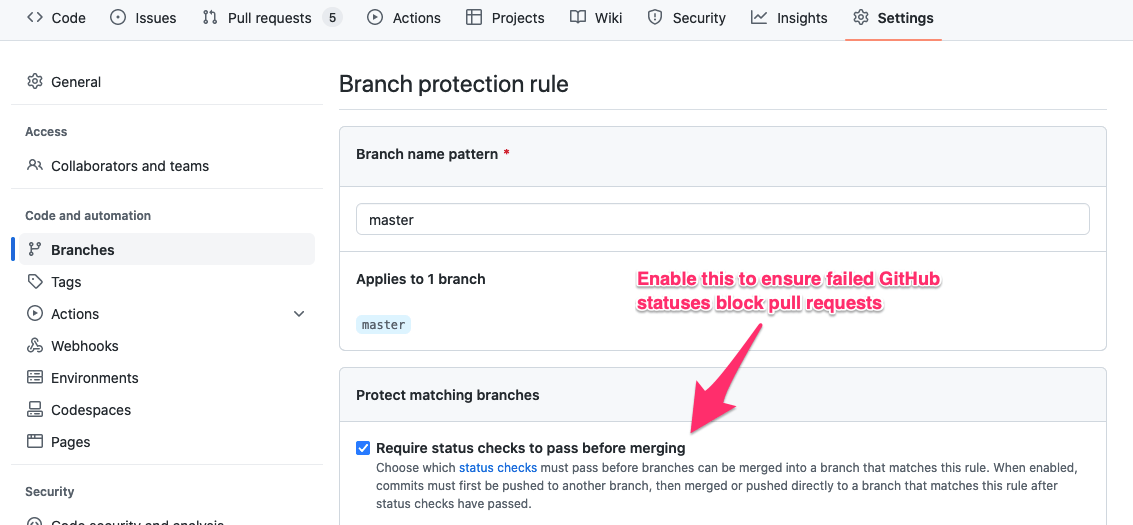 Code Issues Pull requests 5 Actions Projects Wiki Security Insights Settings
General
Access
Collaborators and teams
Code and automation
Branches
Tags
Actions
Webhooks
Environments
Codespaces
Pages
Security
Code security and analysis
Branch protection rule
Branch name pattern *
master
Applies to 1 branch
master
Enable this to ensure failed GitHub
statuses block pull requests
Protect matching branches
Require status checks to pass before merging
Choose which status checks must pass before branches can be merged into a branch that matches this rule. When enabled,
commits must first be pushed to another branch, then merged or pushed directly to a branch that matches this rule after
status checks have passed.